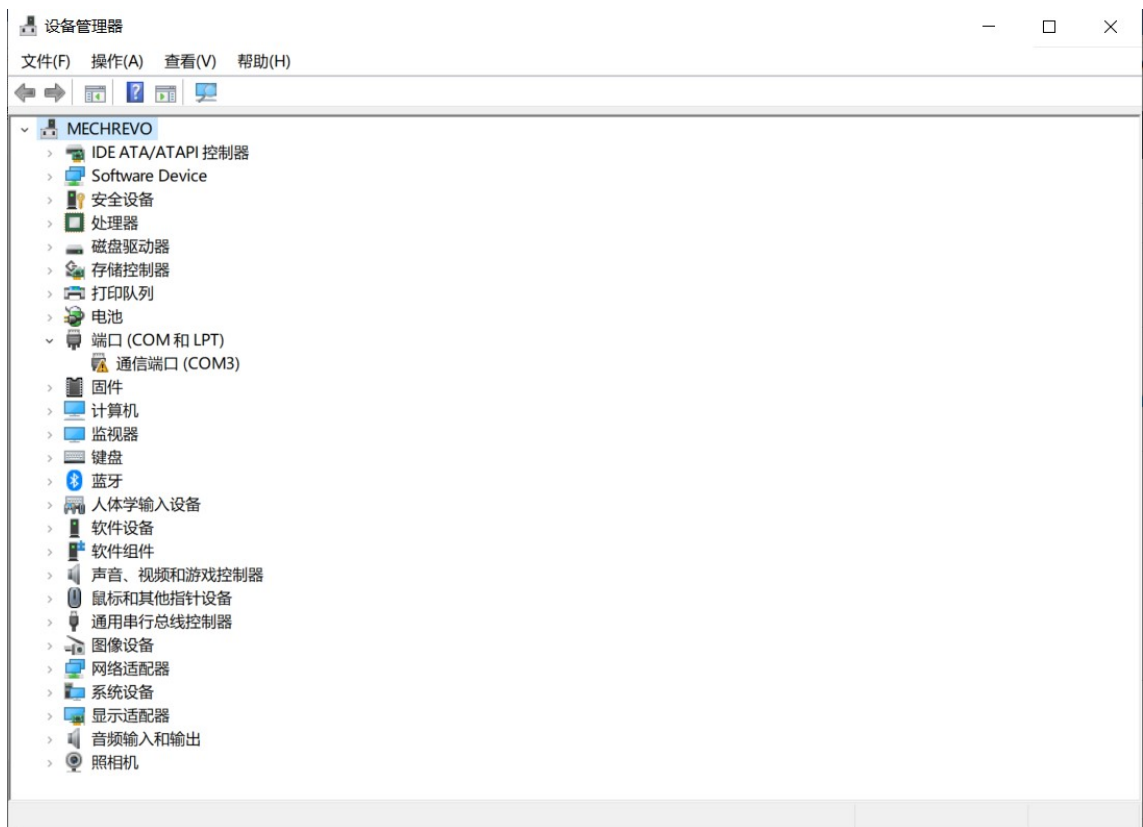 设备管理器
文件(F) 操作(A) 查看(V) 帮助(H)
MECHREVO
IDE ATA/ATAPI 控制器
Software Device
安全设备
处理器
磁盘驱动器
存储控制器
打印队列
电池
端口 (COM 和 LPT)
通信端口 (COM3)
固件
计算机
监视器
键盘
蓝牙
人体学输入设备
软件设备
软件组件
声音、视频和游戏控制器
鼠标和其他指针设备
通用串行总线控制器
图像设备
网络适配器
系统设备
显示适配器
音频输入和输出
照相机